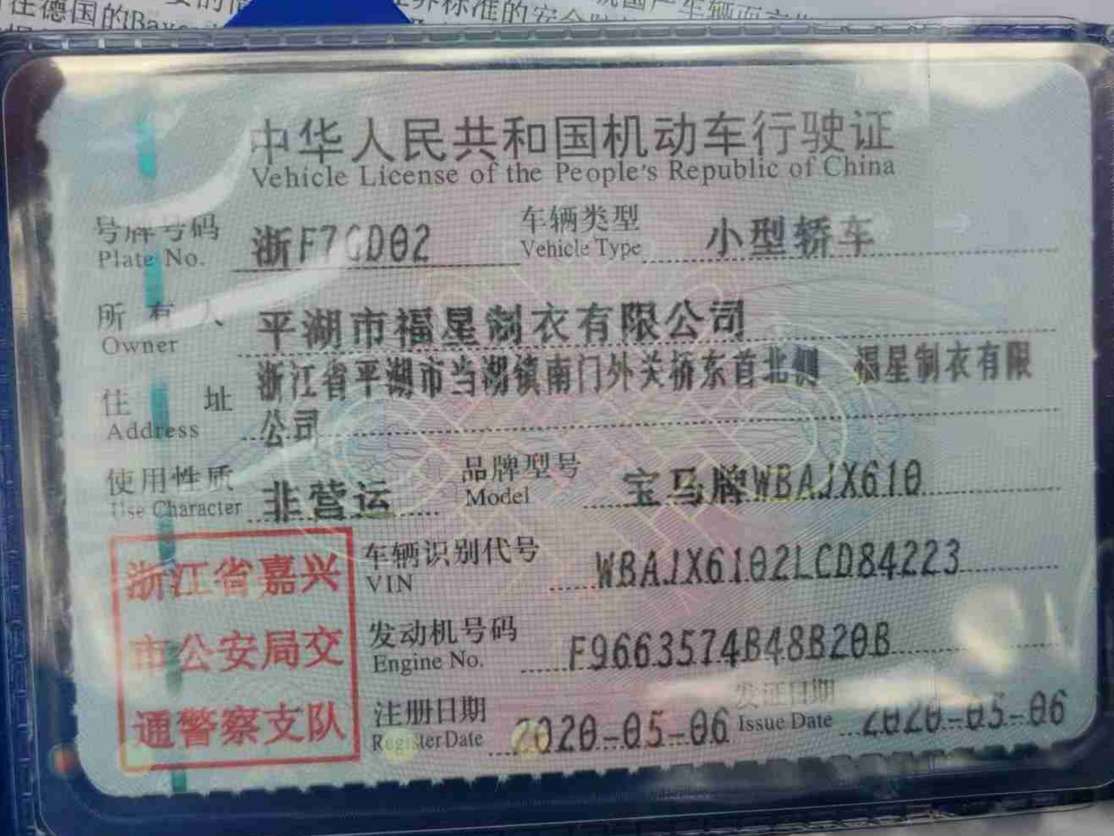 住德国的Bax
中华人民共和国机动车行驶证
Vehicle License of the People's Republic of China
号牌号码 浙F7GD02 车辆类型 小型轿车
Plate No. Vehicle Type
所有人 平湖市福星制衣有限公司
Owner
浙江省平湖市当湖镇南门外关桥东首北侧 福星制衣有限
住址 公司
Address
使用性质 非营运 品牌型号 宝马牌WBAJX610
Use Character Model
浙江省嘉兴
市公安局交
通警察支队
车辆识别代号 WBAJX6102LCD84223
VIN
发动机号码 F9663574B48B20B
Engine No.
注册日期 2020-05-06 发证日期 2020-05-06
Register Date Issue Date